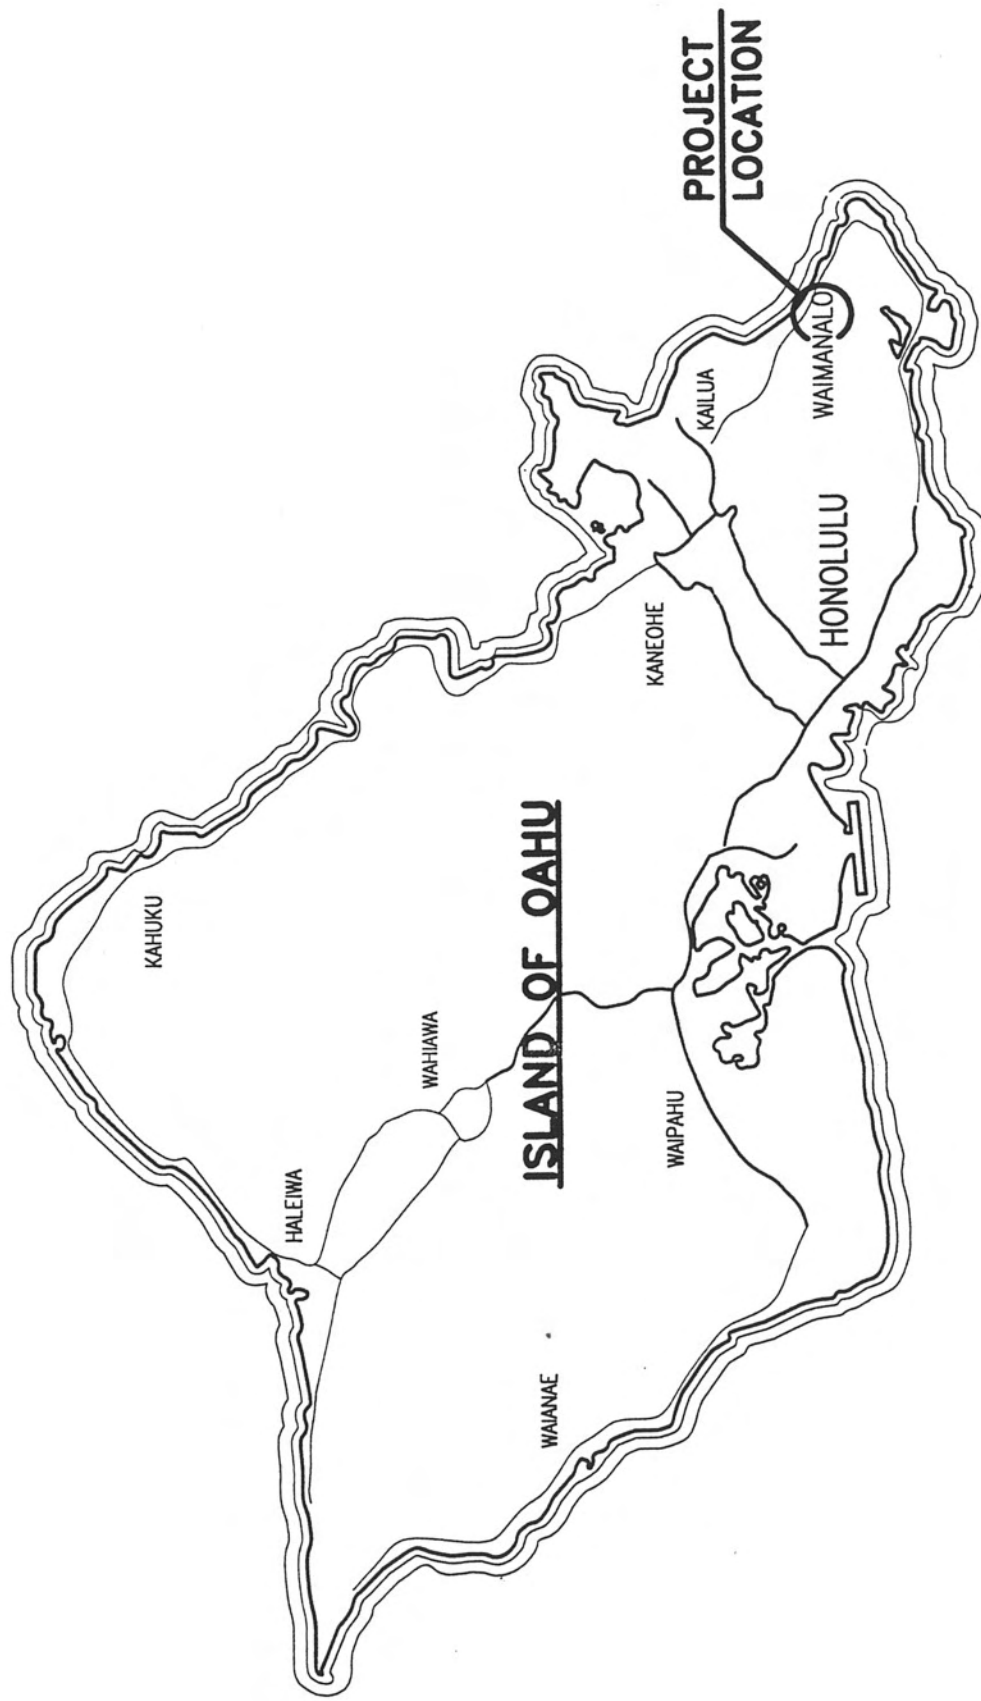 KAHUKU
HALEIWA
WAHIAWA
KANEOHE
KAILUA
PROJECT
LOCATION
ISLAND OF OAHU
WAIANAE
WAIPAHU
HONOLULU
WAIMANALO